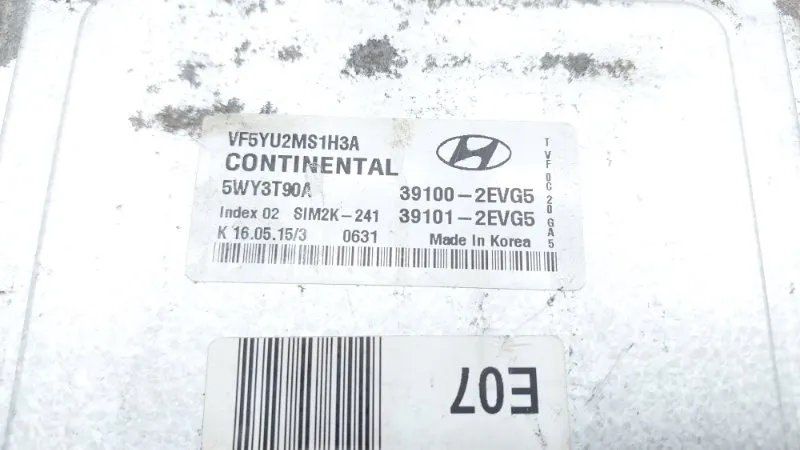 VF5YU2MS1H3A
CONTINENTAL
5WY3T90A 39100-2EVG5
Index 02 SIM2K-241 39101-2EVG5
K 16.05.15/3 0631 Made In Korea
TVF DC 20 GA5
E07